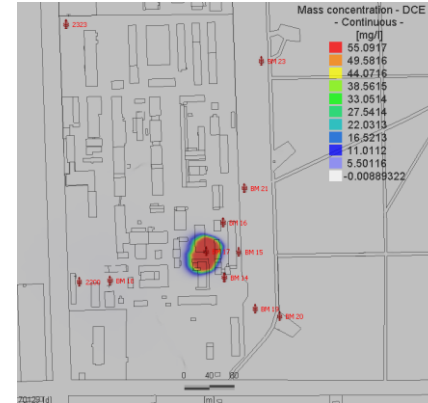 Mass concentration - DCE
- Continuous -
[mg/l]
55.0917
49.5816
44.0716
38.5615
33.0514
27.5414
22.0313
16.5213
11.0112
5.50116
-0.00889322
2323
BM 23
BM 21
BM 16
BM 15
BM 14
2200
BM 18
BM 19
BM 20
0 40 80
[m]